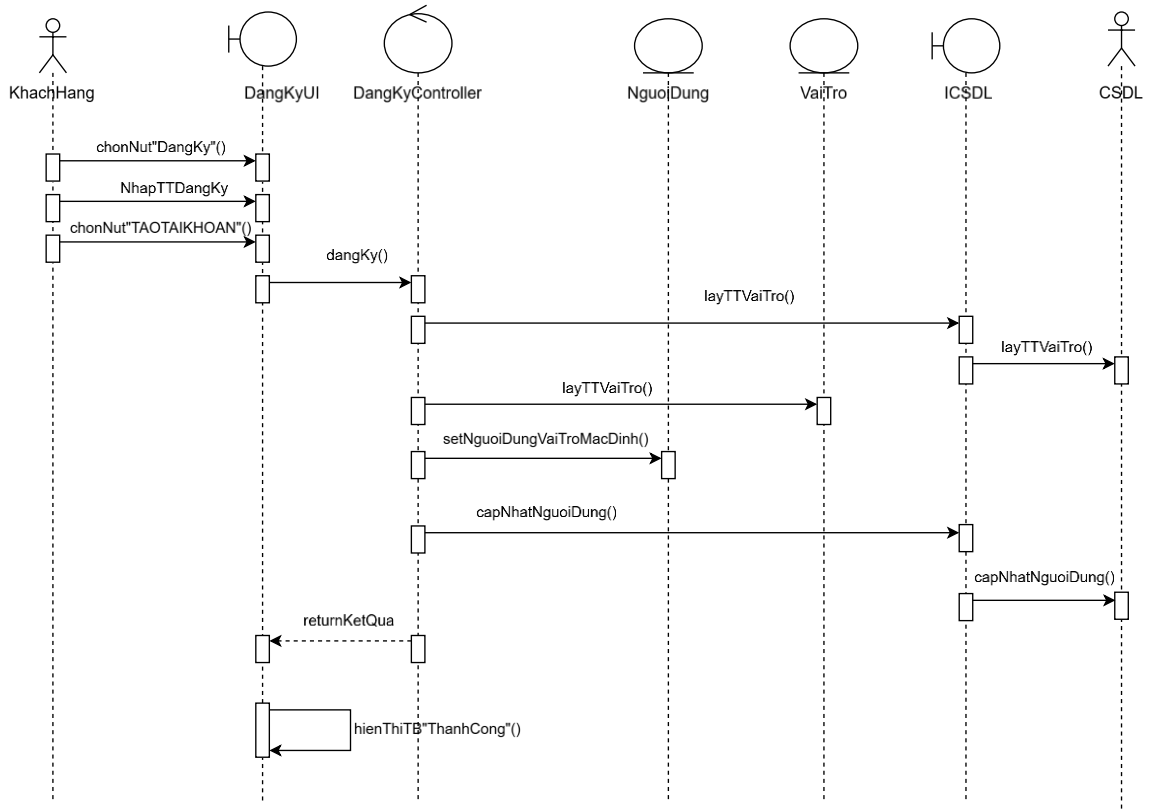 KhachHang
DangKyUI
DangKyController
NguoiDung
VaiTro
ICSDL
CSDL
chonNut"DangKy"()
NhapTTDangKy
chonNut"TAOTAIKHOAN"()
dangKy()
layTTVaiTro()
layTTVaiTro()
layTTVaiTro()
setNguoiDungVaiTroMacDinh()
capNhatNguoiDung()
capNhatNguoiDung()
returnKetQua
hienThiTB"ThanhCong"()